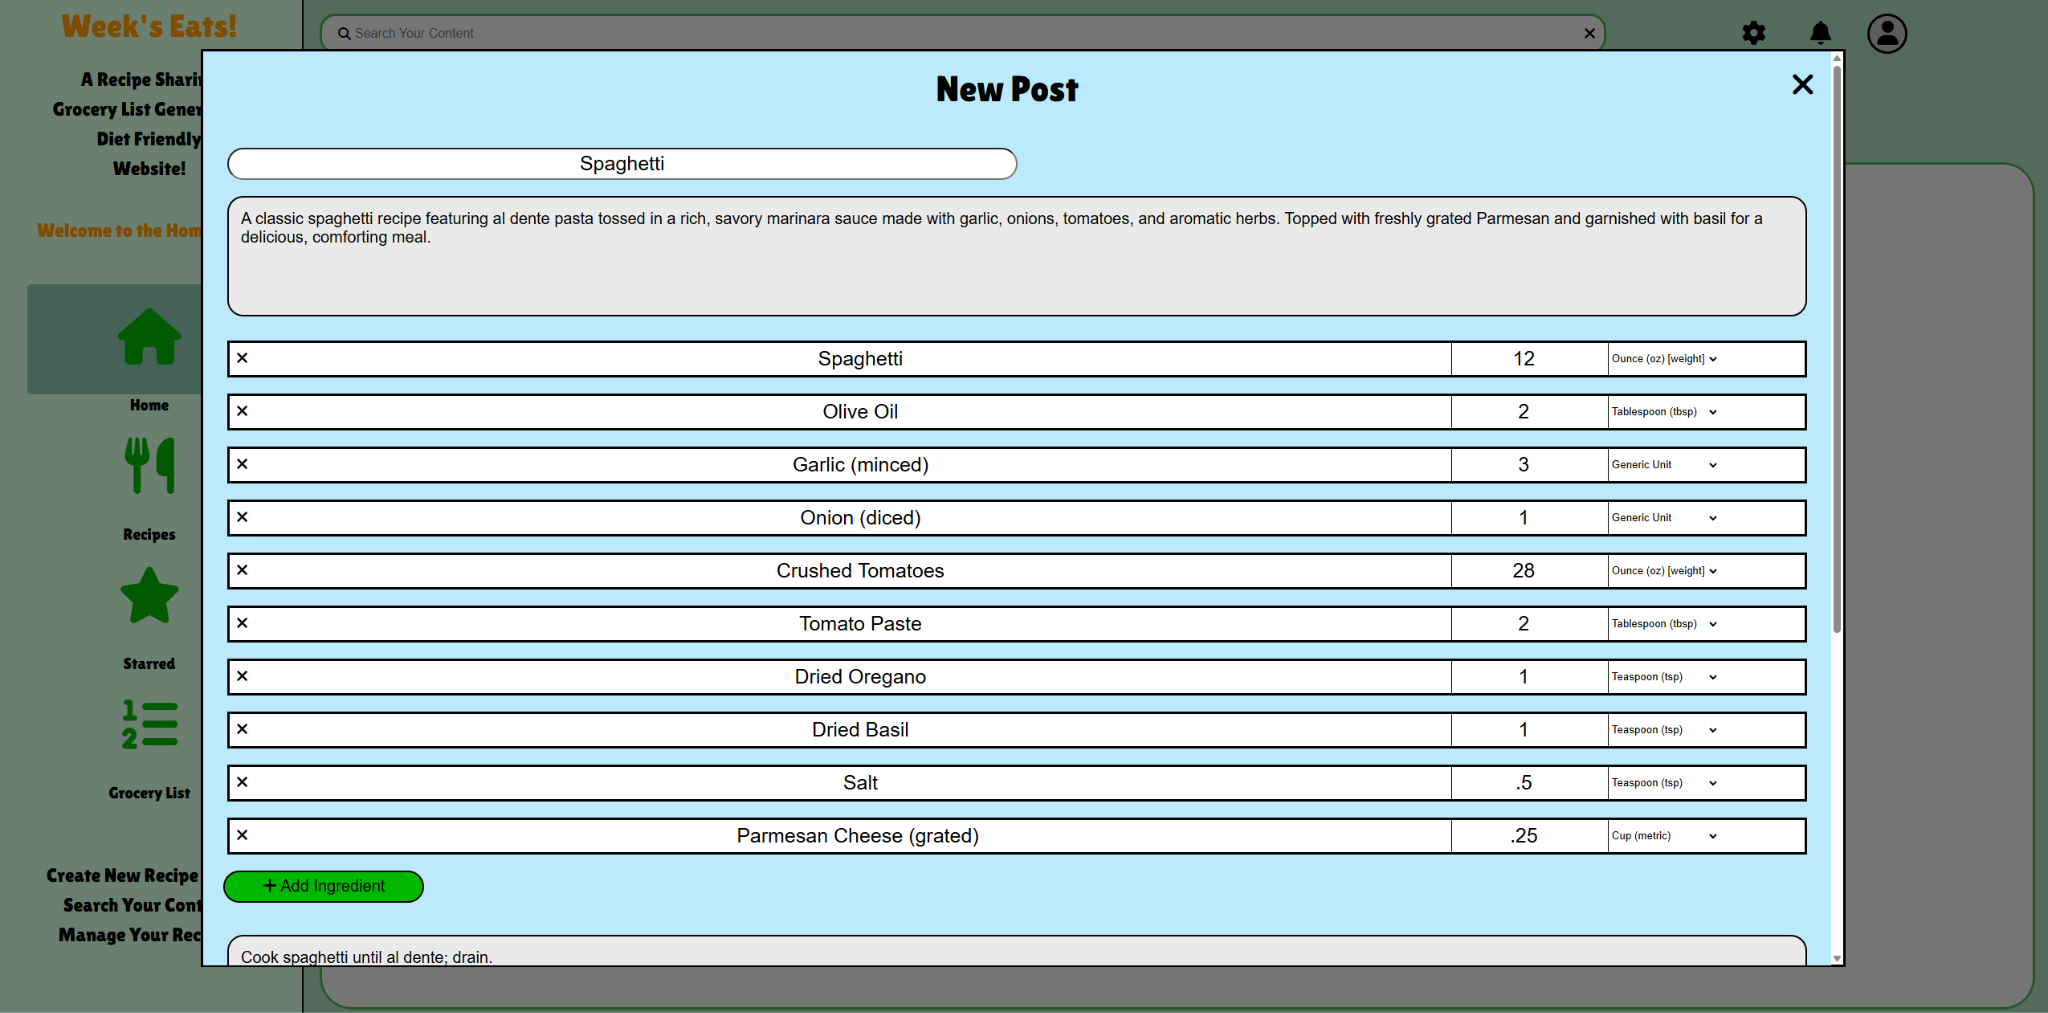 Week's Eats!
Search Your Content
A Recipe Shari
Grocery List Gener
Diet Friendly
Website!
Welcome to the Hom
Home
Recipes
Starred
1
2
Grocery List
Create New Recipe
Search Your Cont
Manage Your Rec
New Post
Spaghetti
A classic spaghetti recipe featuring al dente pasta tossed in a rich, savory marinara sauce made with garlic, onions, tomatoes, and aromatic herbs. Topped with freshly grated Parmesan and garnished with basil for a
delicious, comforting meal.
Spaghetti 12 Ounce (oz) [weight]
Olive Oil 2 Tablespoon (tbsp)
Garlic (minced) 3 Generic Unit
Onion (diced) 1 Generic Unit
Crushed Tomatoes 28 Ounce (oz) [weight]
Tomato Paste 2 Tablespoon (tbsp)
Dried Oregano 1 Teaspoon (tsp)
Dried Basil 1 Teaspoon (tsp)
Salt .5 Teaspoon (tsp)
Parmesan Cheese (grated) .25 Cup (metric)
+ Add Ingredient
Cook spaghetti until al dente; drain.